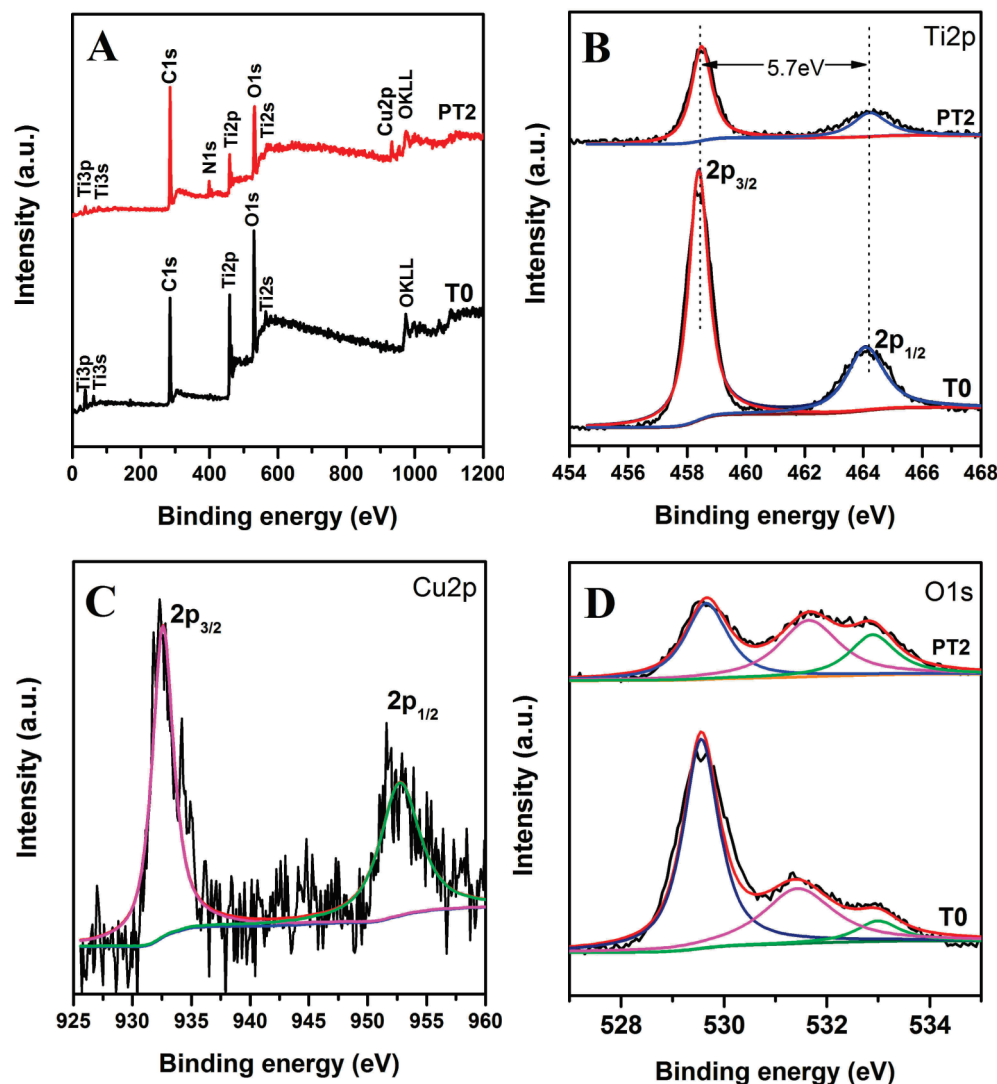 A
C1s
N1s
Ti2p
O1s
Ti2s
Cu2p
OKLL
PT2
Ti3p
Ti3s
C1s
Ti2p
O1s
Ti2s
OKLL
T0
Ti3p
Ti3s
Intensity (a.u.)
0 200 400 600 800 1000 1200
Binding energy (eV)
B
Ti2p
5.7eV
PT2
2p3/2
2p1/2
T0
Intensity (a.u.)
454 456 458 460 462 464 466 468
Binding energy (eV)
C
Cu2p
2p3/2
2p1/2
Intensity (a.u.)
925 930 935 940 945 950 955 960
Binding energy (eV)
D
O1s
PT2
T0
Intensity (a.u.)
528 530 532 534
Binding energy (eV)